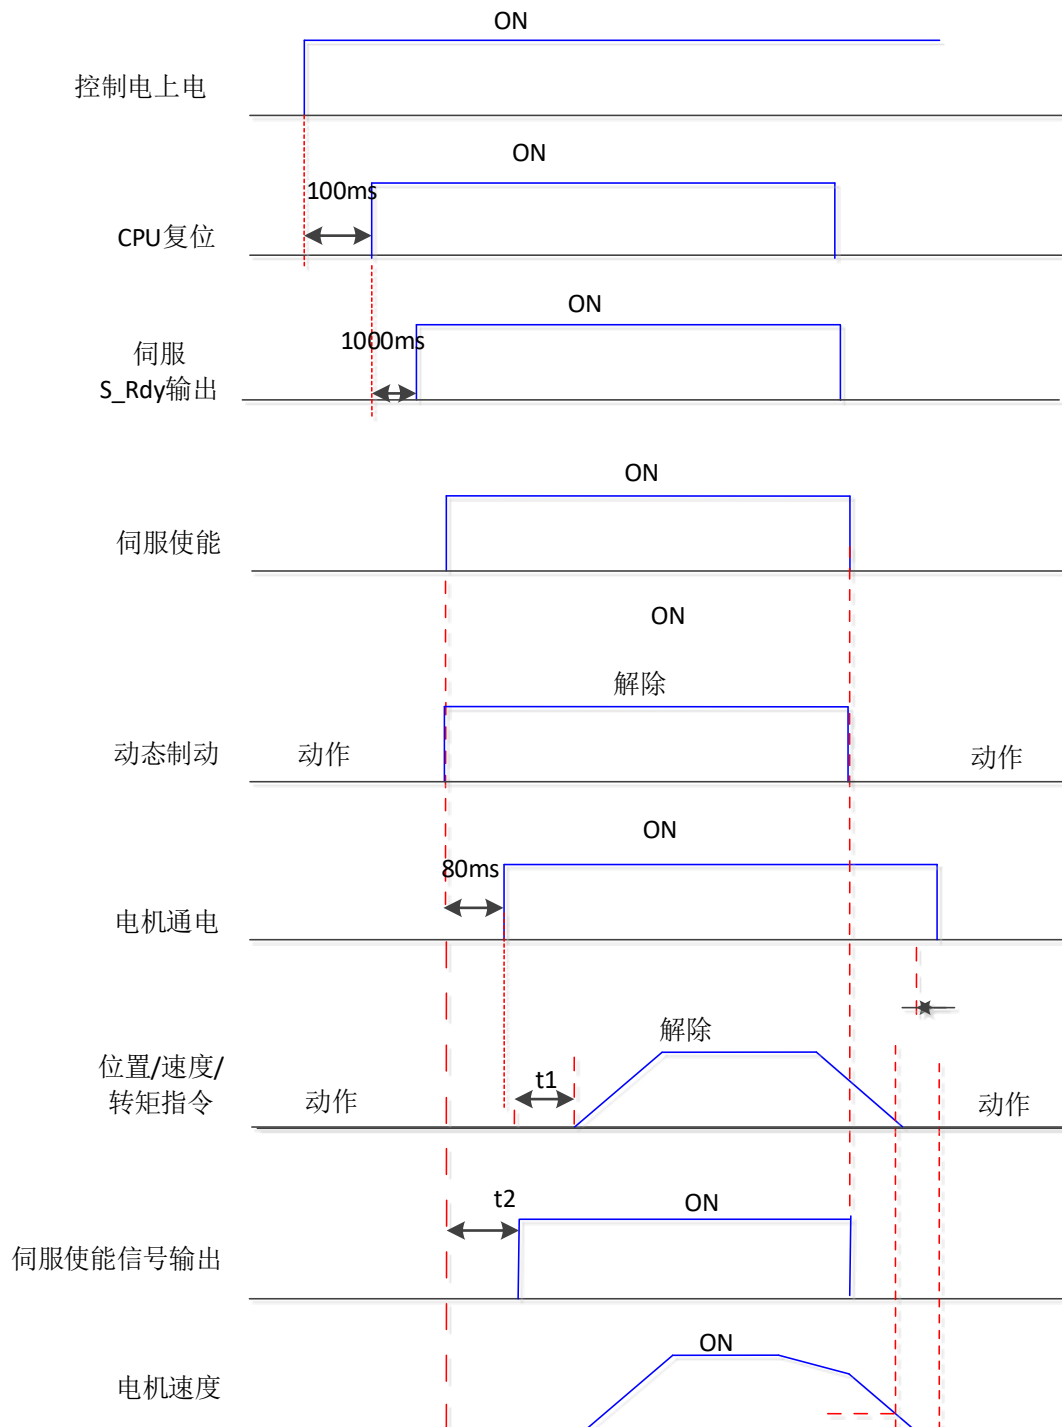 ON
控制电上电
ON
100ms
CPU复位
ON
1000ms
伺服
S_Rdy输出
ON
伺服使能
ON
解除
动态制动
动作
动作
ON
80ms
电机通电
解除
位置/速度/
转矩指令
动作
t1
动作
t2
ON
伺服使能信号输出
ON
电机速度